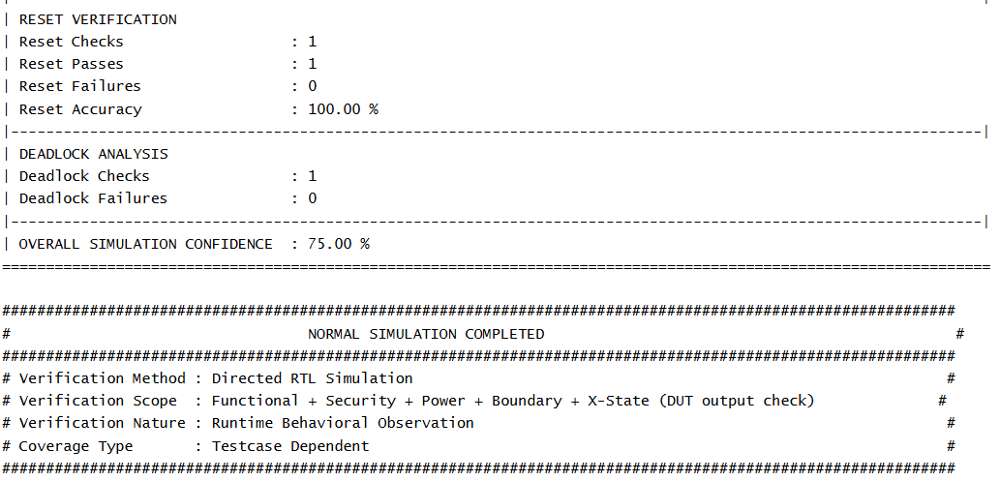 | RESET VERIFICATION
| Reset Checks                   : 1
| Reset Passes                   : 1
| Reset Failures                 : 0
| Reset Accuracy                 : 100.00 %
|---------------------------------------------------------------------------------------------------------------|
| DEADLOCK ANALYSIS
| Deadlock Checks                : 1
| Deadlock Failures              : 0
|---------------------------------------------------------------------------------------------------------------|
| OVERALL SIMULATION CONFIDENCE  : 75.00 %
=================================================================================================================
#############################################################################################################
#                                  NORMAL SIMULATION COMPLETED                                               #
#############################################################################################################
# Verification Method : Directed RTL Simulation                                                             #
# Verification Scope  : Functional + Security + Power + Boundary + X-State (DUT output check)              #
# Verification Nature : Runtime Behavioral Observation                                                      #
# Coverage Type       : Testcase Dependent                                                                  #
#############################################################################################################